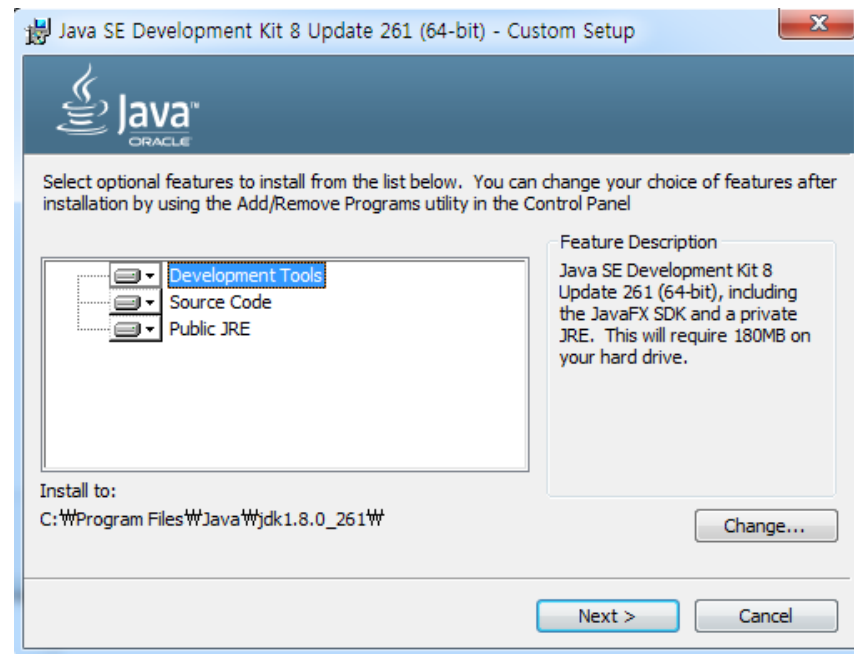 Java SE Development Kit 8 Update 261 (64-bit) - Custom Setup
Java™
ORACLE
Select optional features to install from the list below.  You can change your choice of features after
installation by using the Add/Remove Programs utility in the Control Panel
Development Tools
Source Code
Public JRE
Feature Description
Java SE Development Kit 8
Update 261 (64-bit), including
the JavaFX SDK and a private
JRE.  This will require 180MB on
your hard drive.
Install to:
C:₩Program Files₩Java₩jdk1.8.0_261₩
Change...
Next >
Cancel